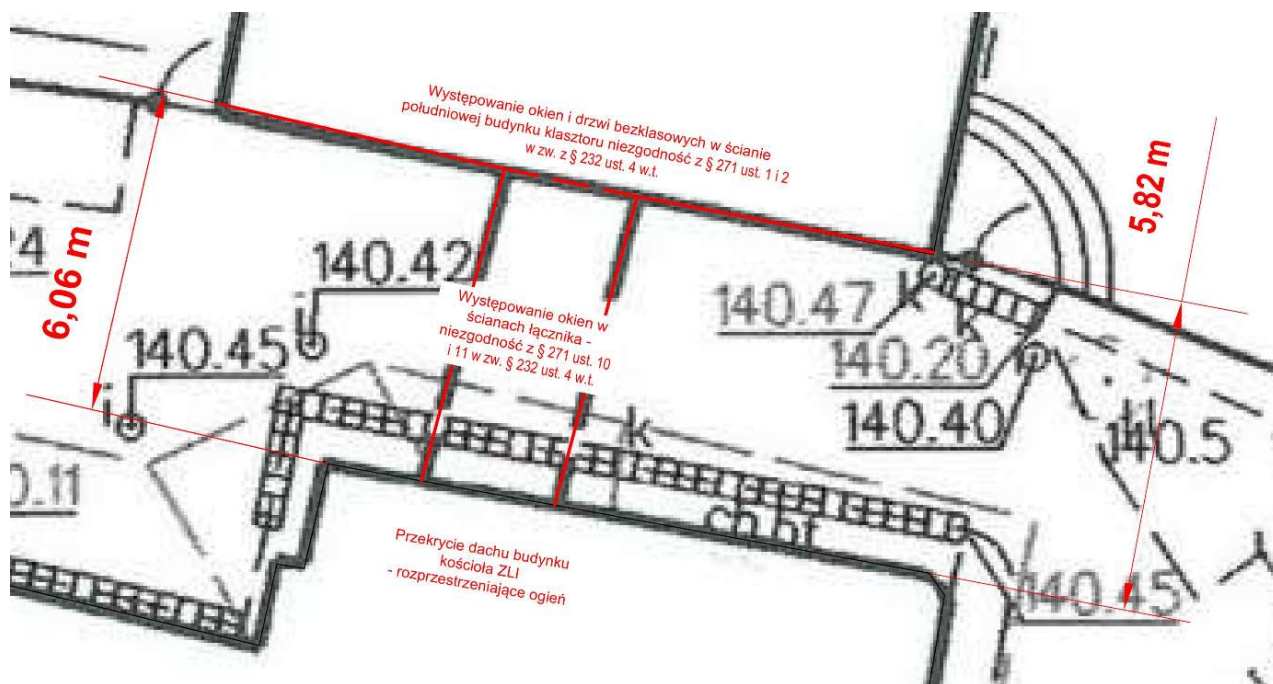 Występowanie okien i drzwi bezklasowych w ścianie
południowej budynku klasztoru niezgodność z § 271 ust. 1 i 2
w zw. z § 232 ust. 4 w.t.
5,82 m
6,06 m
140.42
140.47
k
i
140.45
i
Występowanie okien w
ścianach łącznika -
niezgodność z § 271 ust. 10
i 11 w zw. § 232 ust. 4 w.t.
k
140.20
140.40
140.5
k
0.11
Przekrycie dachu budynku
kościoła ZLI
- rozprzestrzeniające ogień
140.45